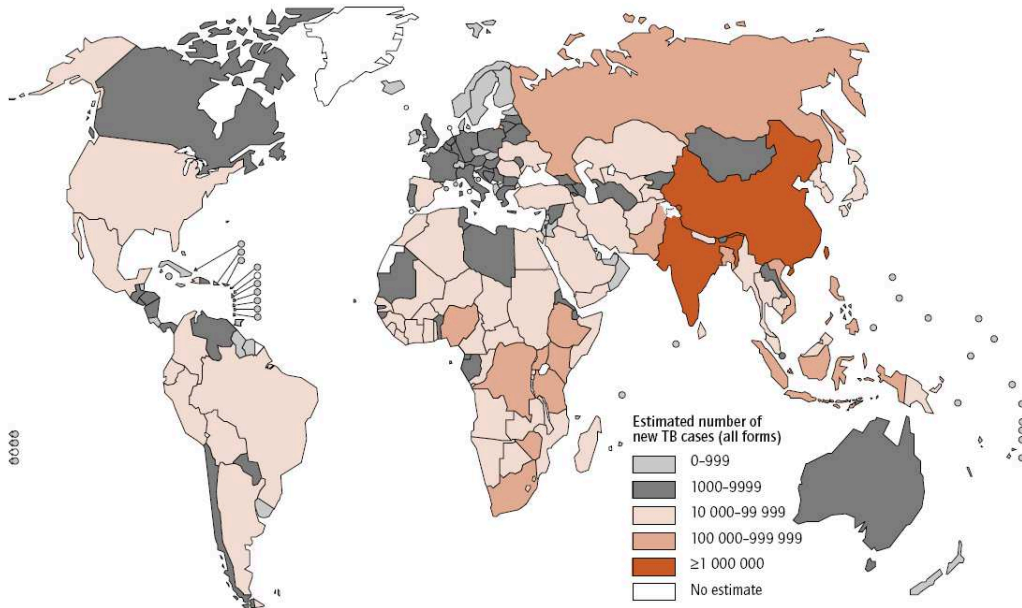 Estimated number of
new TB cases (all forms)
0–999
1000–9999
10 000–99 999
100 000–999 999
≥1 000 000
No estimate